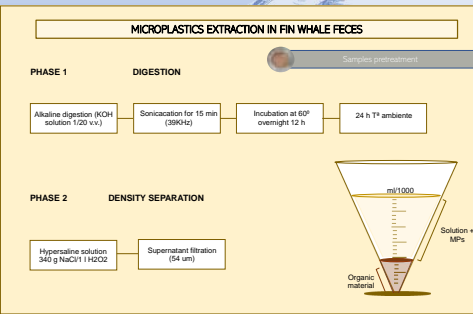 MICROPLASTICS EXTRACTION IN FIN WHALE FECES
Samples pretreatment
PHASE 1 DIGESTION
Alkaline digestion (KOH
solution 1/20 v.v.)
Sonicacation for 15 min
(39KHz)
Incubation at 60º
overnight 12 h
24 h Tª ambiente
PHASE 2 DENSITY SEPARATION
Hypersaline solution
340 g NaCl/1 l H2O2
Supernatant filtration
(54 um)
ml/1000
Solution +
MPs
Organic
material